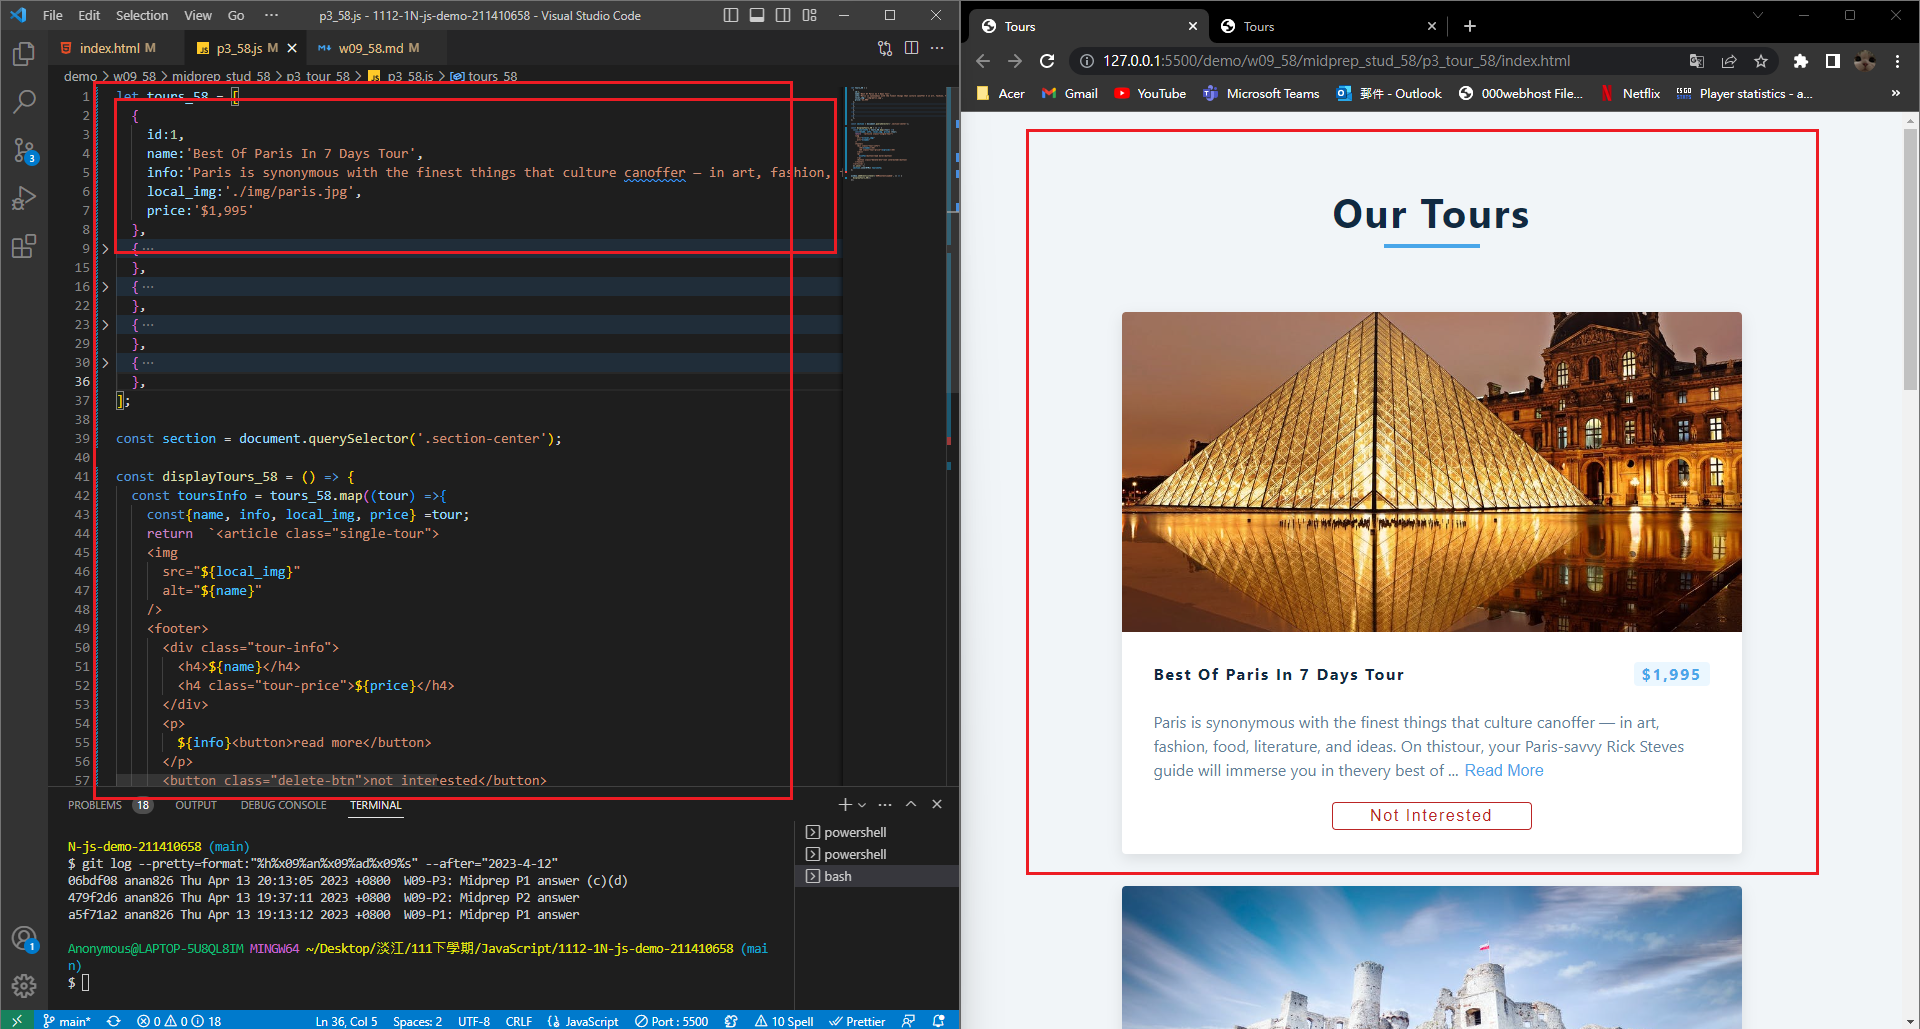 File Edit Selection View Go ··· p3_58.js - 1112-1N-js-demo-211410658 - Visual Studio Code
index.html M p3_58.js M w09_58.md M
demo > w09_58 > midprep_stud_58 > p3_tour_58 > p3_58.js > tours_58
1 let tours_58 = [
2 {
3 id:1,
4 name:'Best Of Paris In 7 Days Tour',
5 info:'Paris is synonymous with the finest things that culture canoffer — in art, fashion,
6 local_img:'./img/paris.jpg',
7 price:'$1,995'
8 },
9 { ···
15 },
16 { ···
22 },
23 { ···
29 },
30 { ···
36 },
37 ];
38
39 const section = document.querySelector('.section-center');
40
41 const displayTours_58 = () => {
42 const toursInfo = tours_58.map((tour) =>{
43 const{name, info, local_img, price} =tour;
44 return `<article class="single-tour">
45 <img
46 src="${local_img}"
47 alt="${name}"
48 />
49 <footer>
50 <div class="tour-info">
51 <h4>${name}</h4>
52 <h4 class="tour-price">${price}</h4>
53 </div>
54 <p>
55 ${info}<button>read more</button>
56 </p>
57 <button class="delete-btn">not interested</button>
3
1
PROBLEMS 18 OUTPUT DEBUG CONSOLE TERMINAL
N-js-demo-211410658 (main)
$ git log --pretty=format:"%h%x09%an%x09%ad%x09%s" --after="2023-4-12"
06bdf08 anan826 Thu Apr 13 20:13:05 2023 +0800 W09-P3: Midprep P1 answer (c)(d)
479f2d6 anan826 Thu Apr 13 19:37:11 2023 +0800 W09-P2: Midprep P2 answer
a5f71a2 anan826 Thu Apr 13 19:13:12 2023 +0800 W09-P1: Midprep P1 answer
Anonymous@LAPTOP-5U8QL8IM MINGW64 ~/Desktop/淡江/111下學期/JavaScript/1112-1N-js-demo-211410658 (mai
n)
$
powershell
powershell
bash
main* 0 0 18 Ln 36, Col 5 Spaces: 2 UTF-8 CRLF {} JavaScript Port : 5500 10 Spell Prettier
Tours Tours
127.0.0.1:5500/demo/w09_58/midprep_stud_58/p3_tour_58/index.html
Acer Gmail YouTube Microsoft Teams 郵件 - Outlook 000webhost File... Netflix Player statistics - a... »
Our Tours
Best Of Paris In 7 Days Tour $1,995
Paris is synonymous with the finest things that culture canoffer — in art,
fashion, food, literature, and ideas. On thistour, your Paris-savvy Rick Steves
guide will immerse you in thevery best of ... Read More
Not Interested